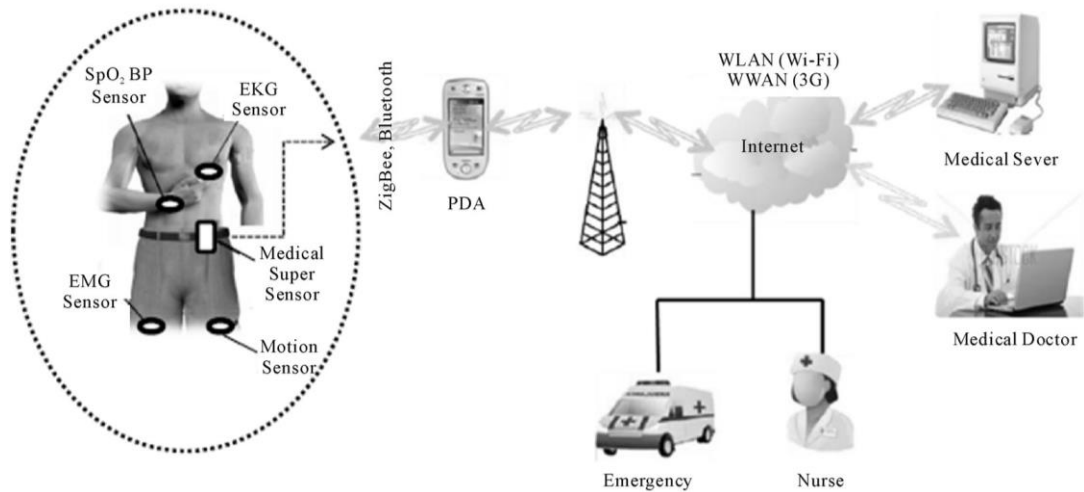 SpO₂ BP
Sensor
EKG
Sensor
EMG
Sensor
Medical
Super
Sensor
Motion
Sensor
ZigBee, Bluetooth
PDA
WLAN (Wi-Fi)
WWAN (3G)
Internet
Medical Sever
Medical Doctor
Emergency
Nurse